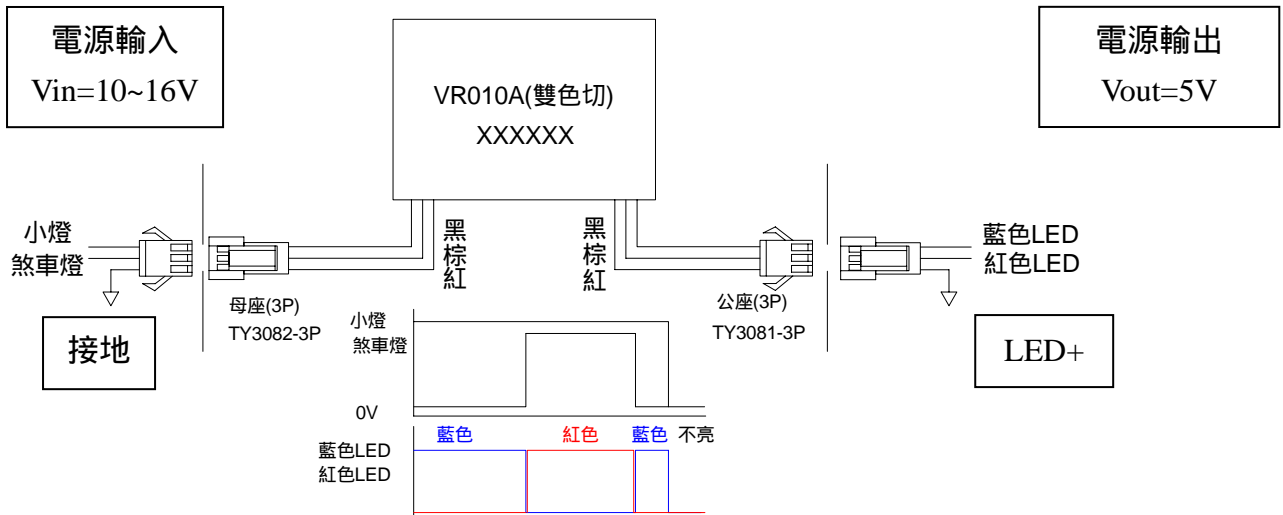 電源輸入
Vin=10~16V
VR010A(雙色切)
XXXXXX
電源輸出
Vout=5V
小燈
煞車燈
接地
母座(3P)
TY3082-3P
黑棕紅
黑棕紅
公座(3P)
TY3081-3P
藍色LED
紅色LED
LED+
小燈
煞車燈
0V
藍色 紅色 藍色 不亮
藍色LED
紅色LED